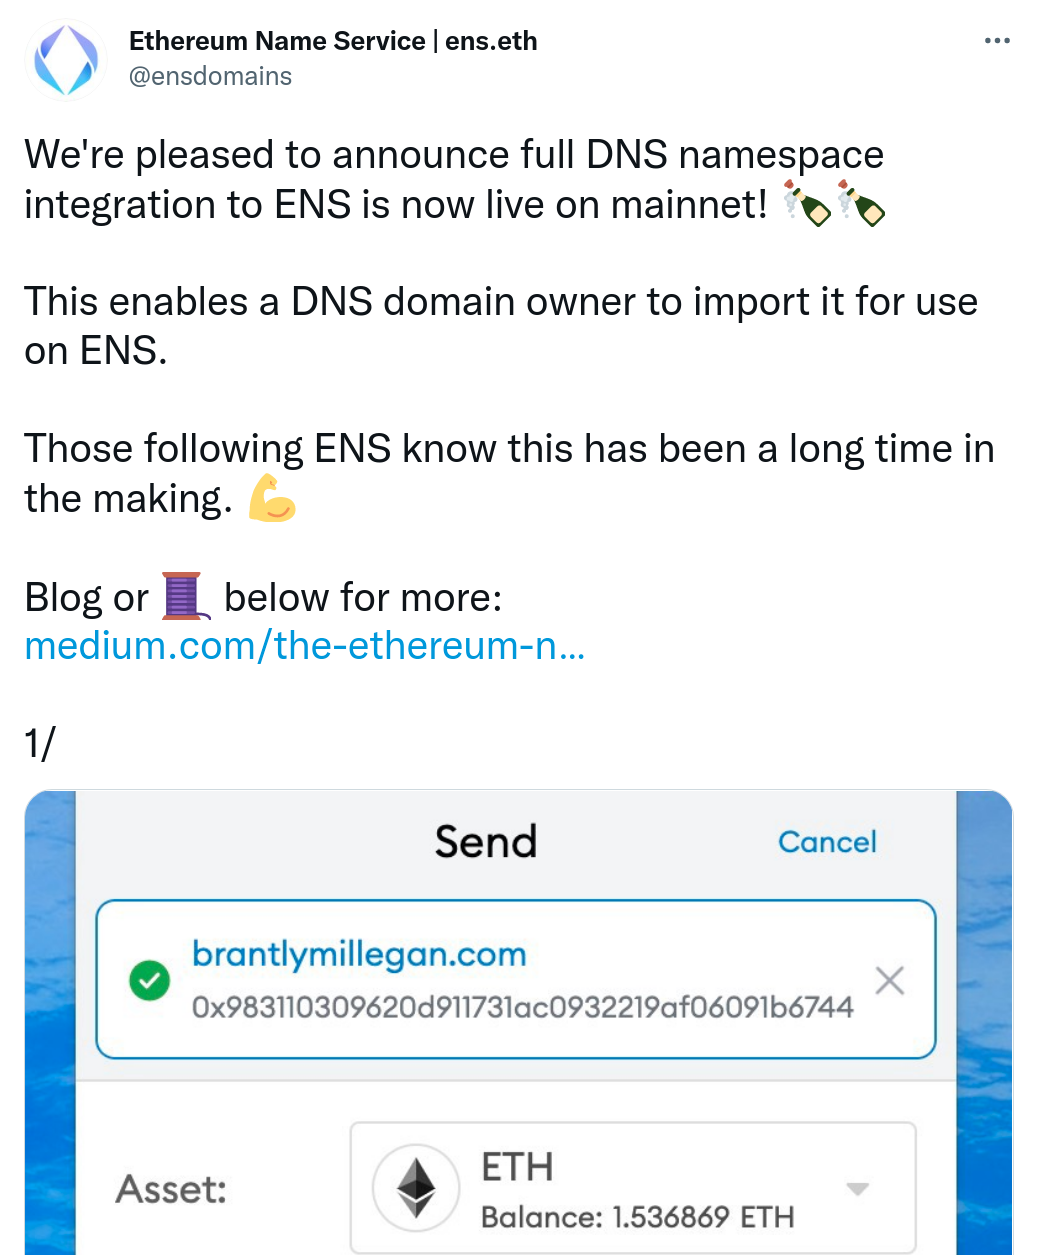 Ethereum Name Service | ens.eth
@ensdomains
We're pleased to announce full DNS namespace
integration to ENS is now live on mainnet! 🍾🍾
This enables a DNS domain owner to import it for use
on ENS.
Those following ENS know this has been a long time in
the making. 💪
Blog or 🧵 below for more:
medium.com/the-ethereum-n...
1/
Send
Cancel
brantlymillegan.com
0x983110309620d911731ac0932219af06091b6744
Asset:
ETH
Balance: 1.536869 ETH